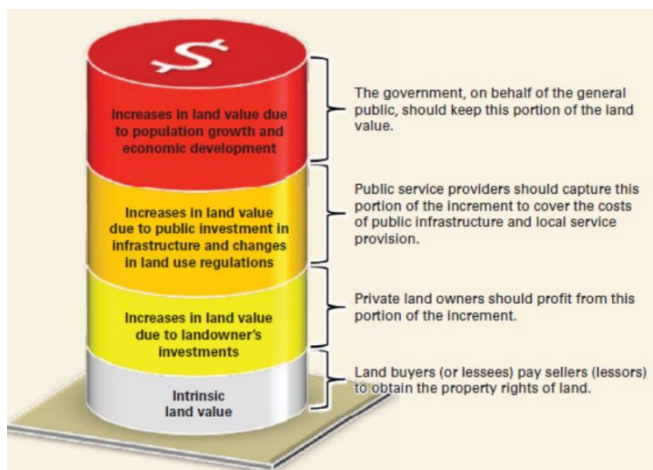 $
Increases in land value due
to population growth and
economic development
The government, on behalf of the general
public, should keep this portion of the land
value.
Increases in land value
due to public investment in
infrastructure and changes
in land use regulations
Public service providers should capture this
portion of the increment to cover the costs
of public infrastructure and local service
provision.
Increases in land value
due to landowner's
investments
Private land owners should profit from this
portion of the increment.
Intrinsic
land value
Land buyers (or lessees) pay sellers (lessors)
to obtain the property rights of land.